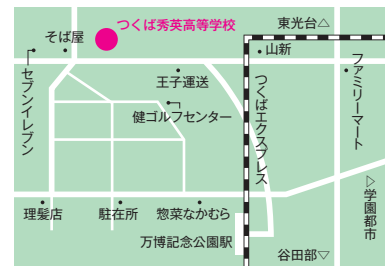 つくば秀英高等学校
東光台△
そば屋
山新
セブンイレブン
王子運送
ファミリーマート
健ゴルフセンター
つくばエクスプレス
▷学園都市
理髪店
駐在所
惣菜なかむら
万博記念公園駅
谷田部▽